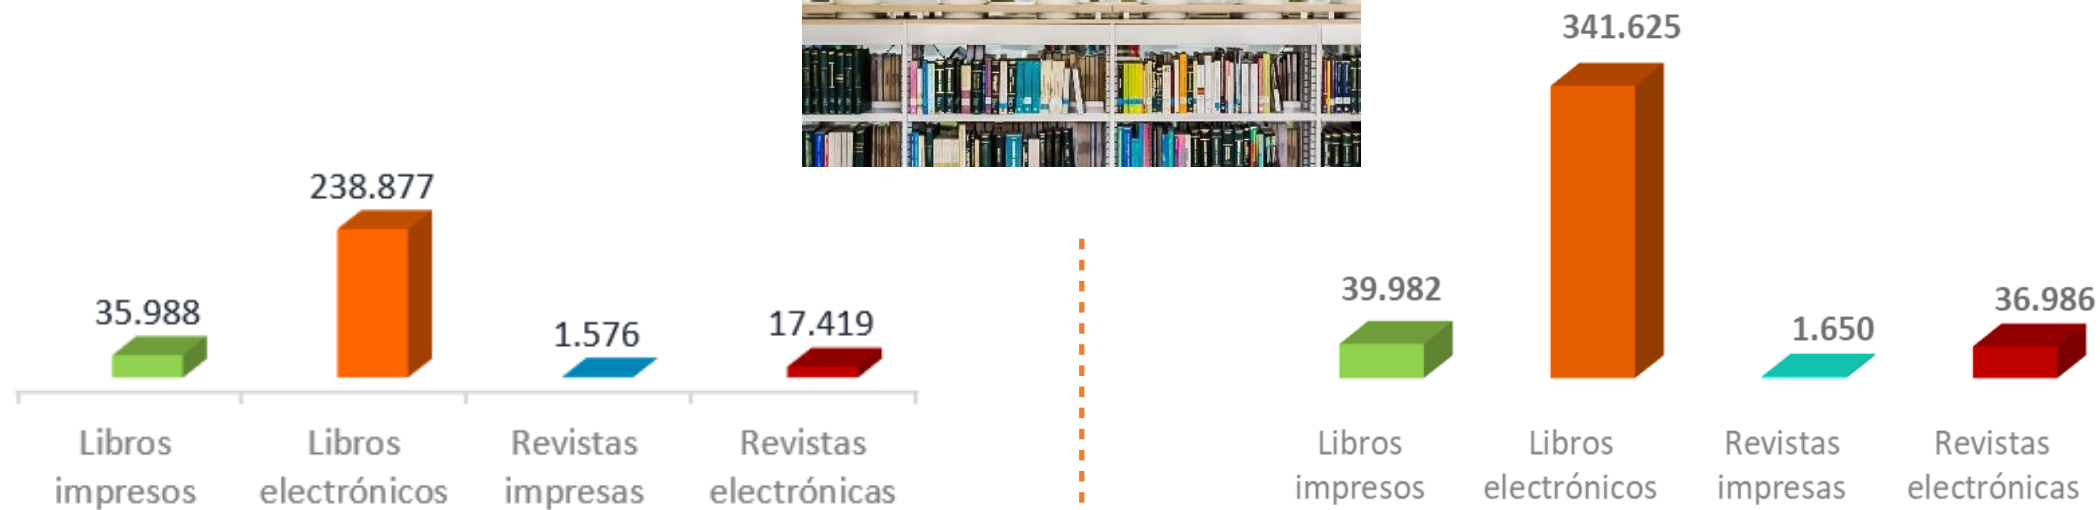 35.988
238.877
1.576
17.419
Libros
impresos
Libros
electrónicos
Revistas
impresas
Revistas
electrónicas
39.982
341.625
1.650
36.986
Libros
impresos
Libros
electrónicos
Revistas
impresas
Revistas
electrónicas